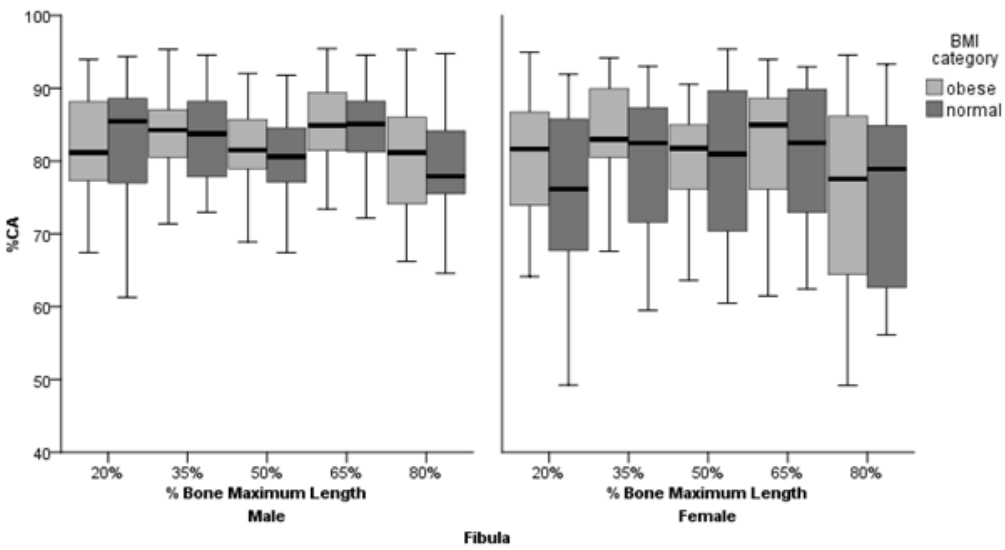 100
90
80
70
60
50
40
%CA
20% 35% 50% 65% 80%
% Bone Maximum Length
Male
20% 35% 50% 65% 80%
% Bone Maximum Length
Female
Fibula
BMI
category
obese
normal